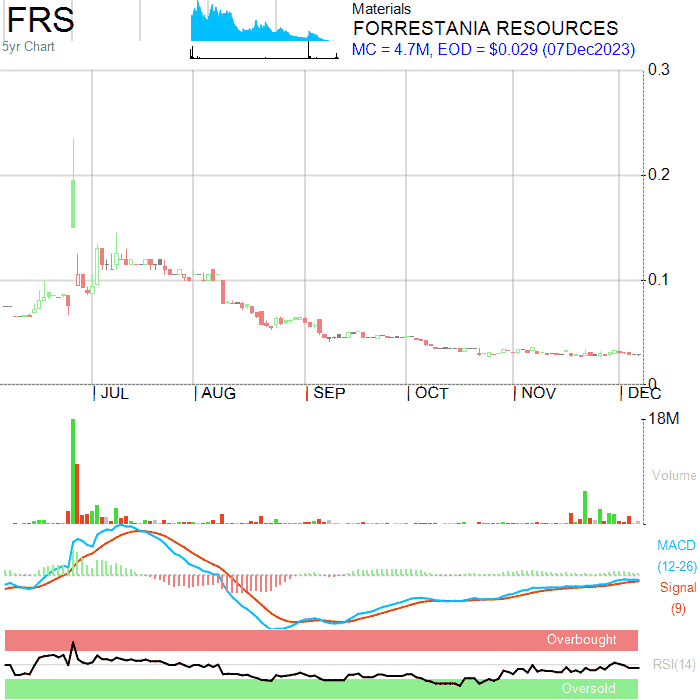 FRS
5yr Chart
Materials
FORRESTANIA RESOURCES
MC = 4.7M, EOD = $0.029 (07Dec2023)
0.3
0.2
0.1
0
JUL AUG SEP OCT NOV DEC
18M
Volume
MACD
(12-26)
Signal
(9)
Overbought
RSI(14)
Oversold